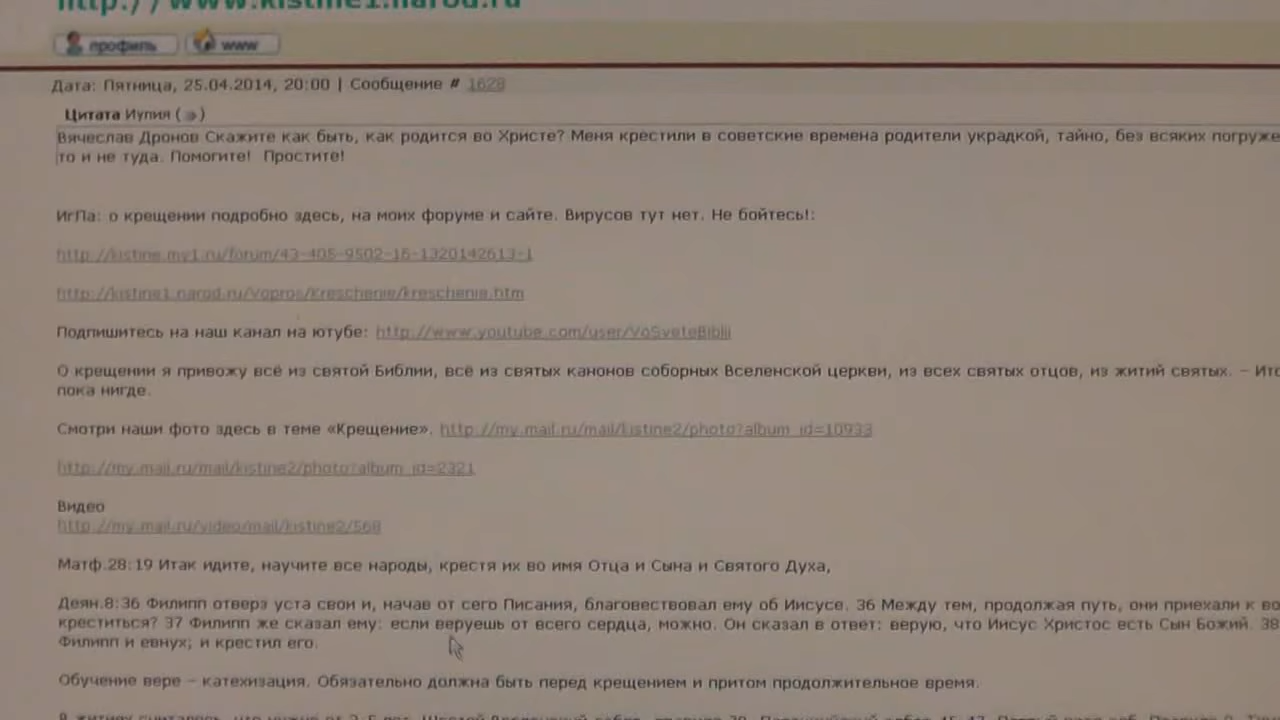 http://www.kistine1.narod.ru
профиль www
Дата: Пятница, 25.04.2014, 20:00 | Сообщение # 1628
Цитата Иулия ( )
Вячеслав Дронов Скажите как быть, как родится во Христе? Меня крестили в советские времена родители украдкой, тайно, без всяких погруже
то и не туда. Помогите! Простите!
ИгЛа: о крещении подробно здесь, на моих форуме и сайте. Вирусов тут нет. Не бойтесь!:
http://kistine.my1.ru/forum/43-405-9502-16-1320142613-1
http://kistine1.narod.ru/Vopros/Kreschenie/kreschenie.htm
Подпишитесь на наш канал на ютубе: http://www.youtube.com/user/VoSveteBiblii
О крещении я привожу всё из святой Библии, всё из святых канонов соборных Вселенской церкви, из всех святых отцов, из житий святых. – Ито
пока нигде.
Смотри наши фото здесь в теме «Крещение». http://my.mail.ru/mail/kistine2/photo?album_id=10933
http://my.mail.ru/mail/kistine2/photo?album_id=2321
Видео
http://my.mail.ru/video/mail/kistine2/568
Матф.28:19 Итак идите, научите все народы, крестя их во имя Отца и Сына и Святого Духа,
Деян.8:36 Филипп отверз уста свои и, начав от сего Писания, благовествовал ему об Иисусе. 36 Между тем, продолжая путь, они приехали к во
креститься? 37 Филипп же сказал ему: если веруешь от всего сердца, можно. Он сказал в ответ: верую, что Иисус Христос есть Сын Божий. 38
Филипп и евнух; и крестил его.
Обучение вере – катехизация. Обязательно должна быть перед крещением и притом продолжительное время.